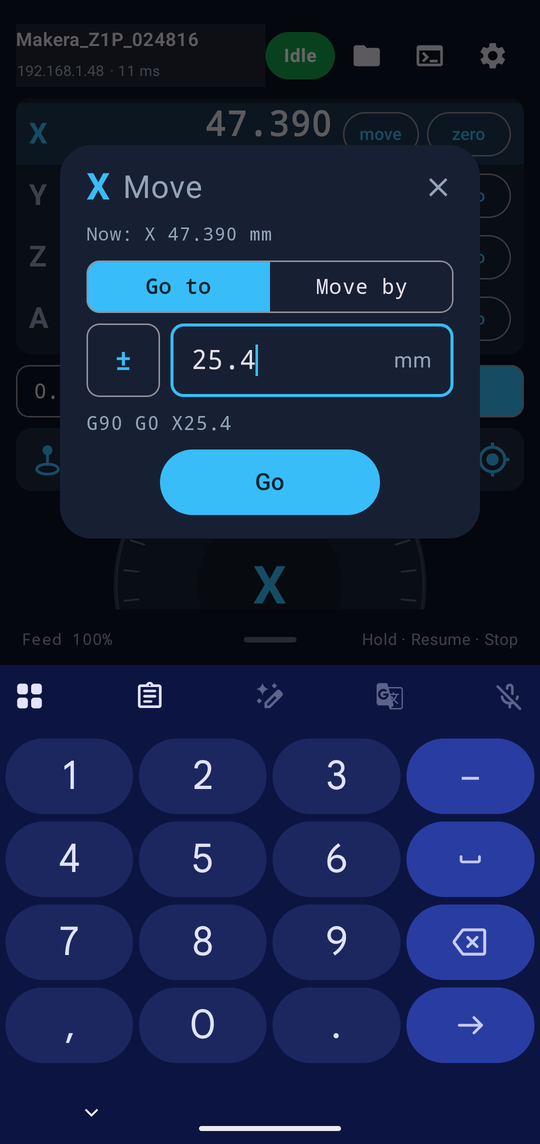 Makera_Z1P_024816
192.168.1.48 · 11 ms
Idle
X 47.390 move zero
Y
Z
A
X Move
Now: X 47.390 mm
Go to Move by
± 25.4 mm
G90 G0 X25.4
Go
0.
X
Feed 100% Hold · Resume · Stop
1 2 3 –
4 5 6
7 8 9
, 0 .